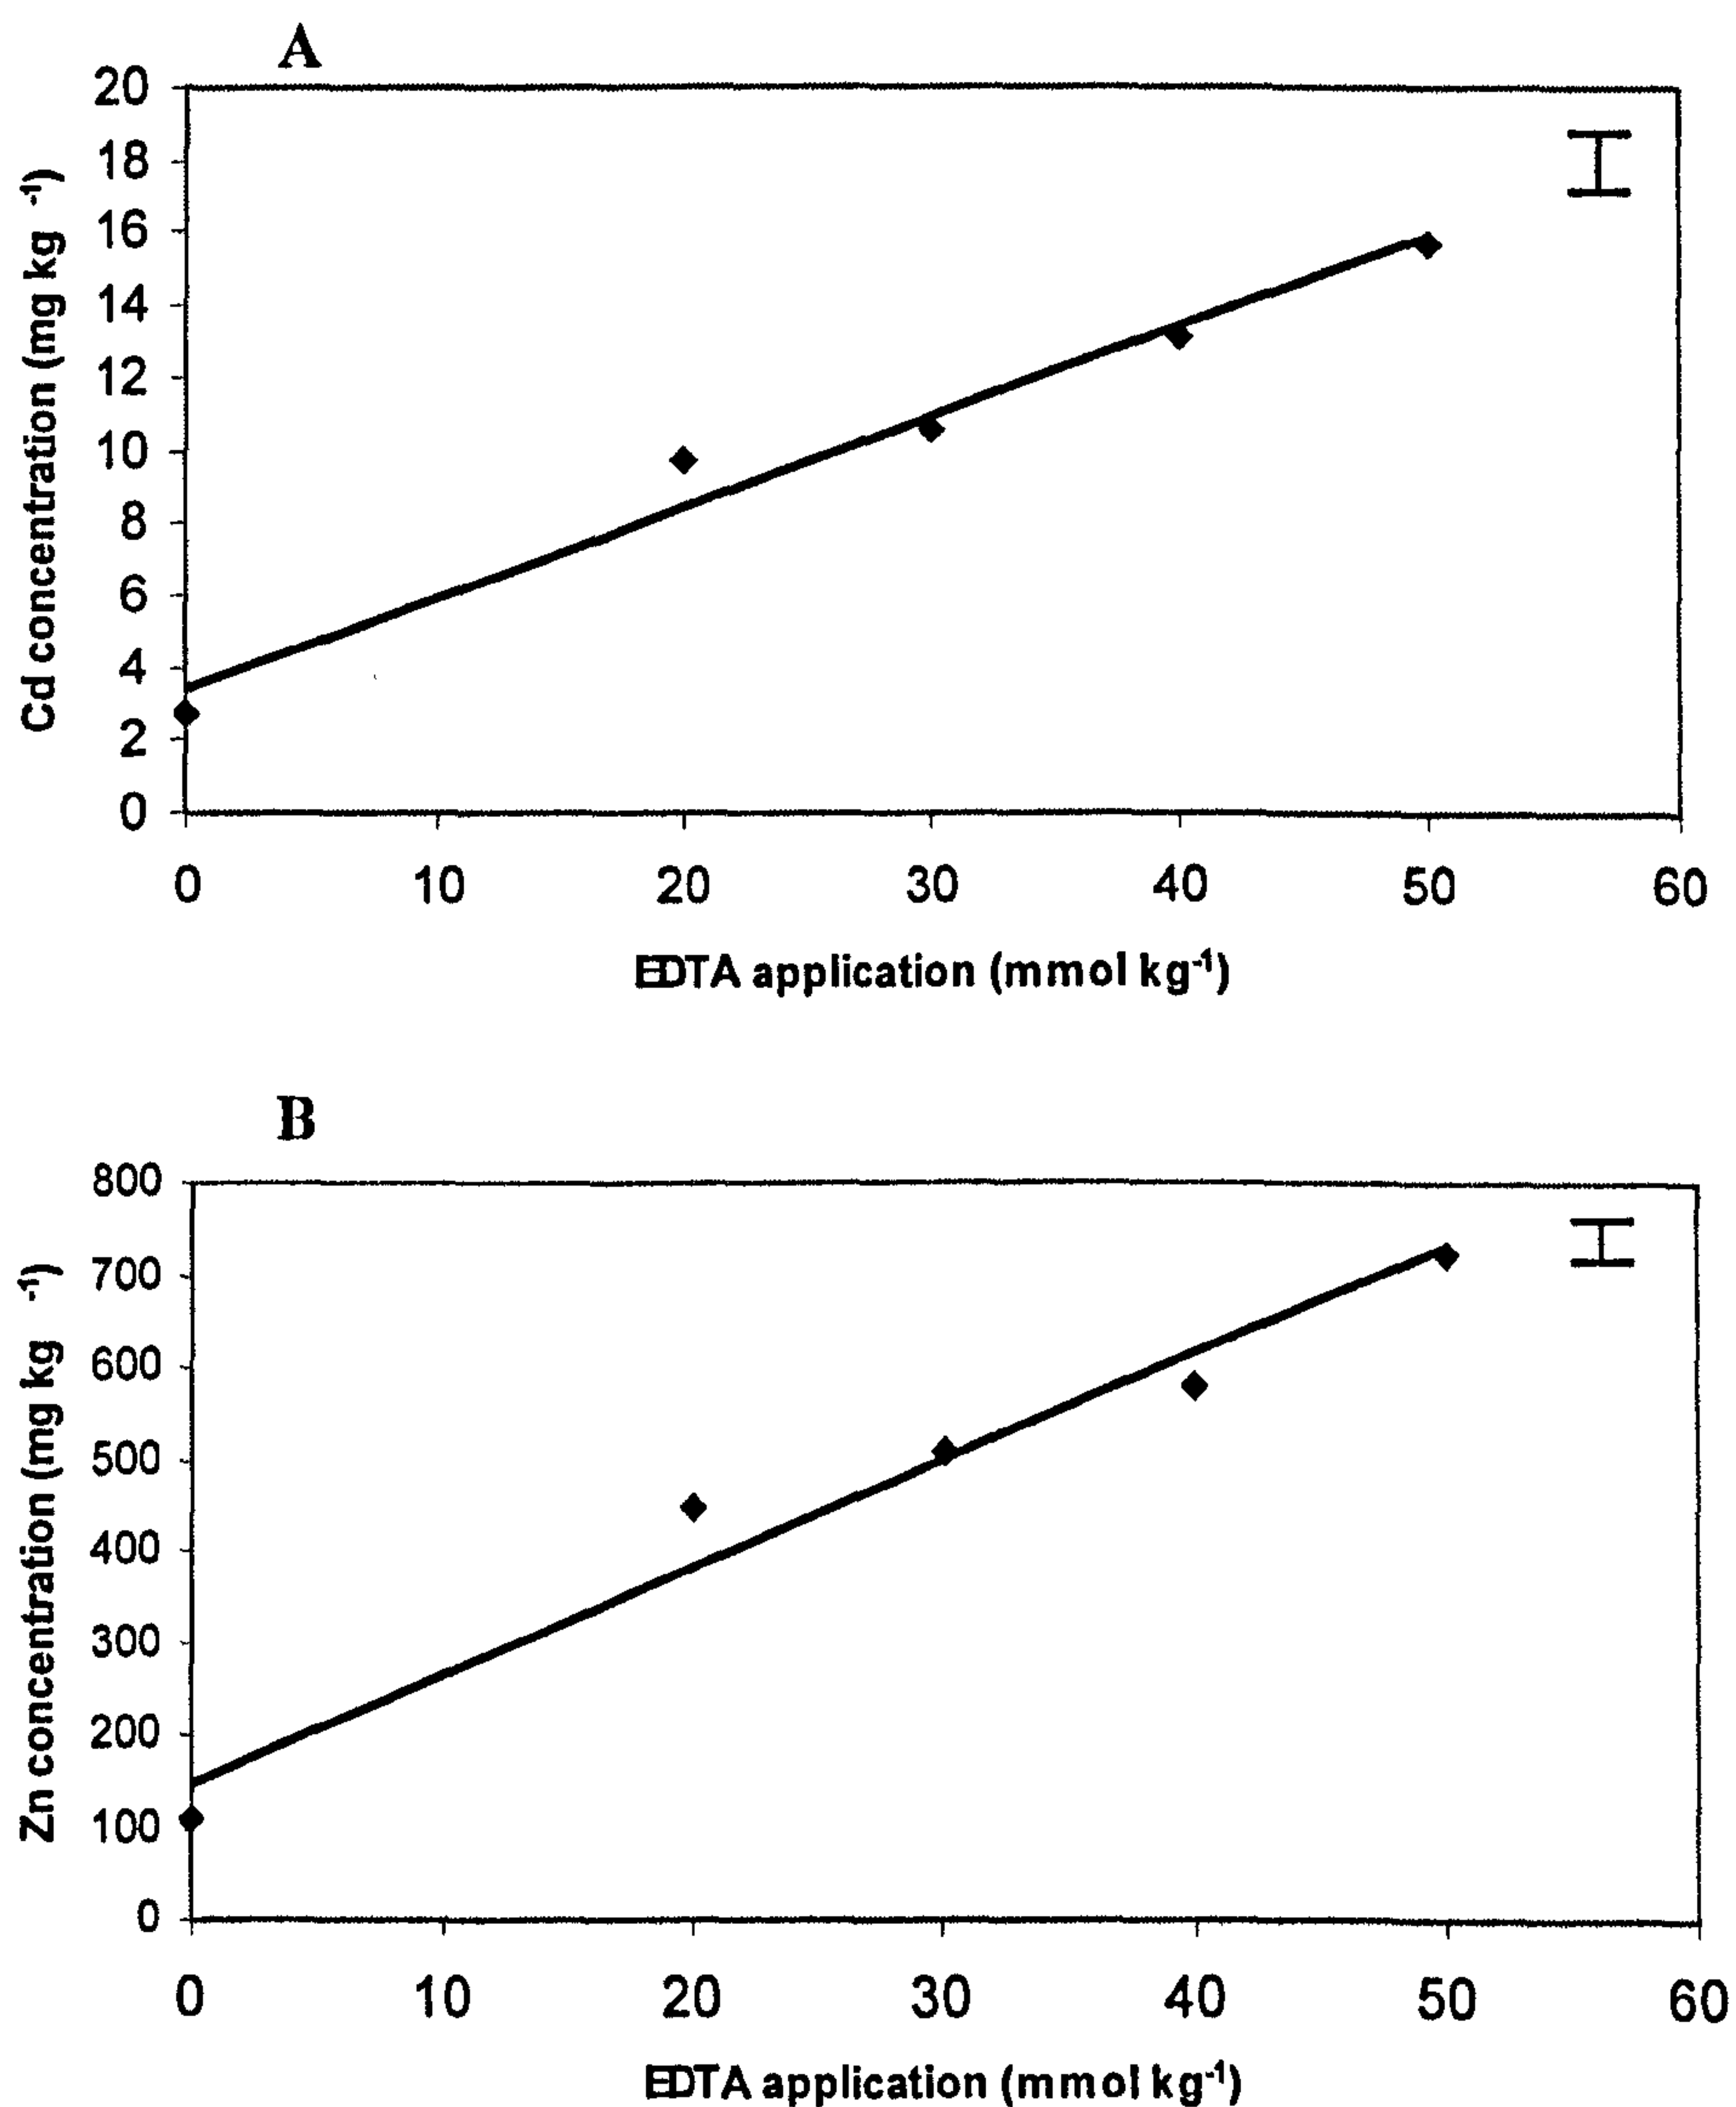 A
20
18
16
14
12
10
8
6
4
2
0
Cd concentration (mg kg -1)
0 10 20 30 40 50 60
EDTA application (mmol kg-1)
B
800
700
600
500
400
300
200
100
0
Zn concentration (mg kg -1)
0 10 20 30 40 50 60
EDTA application (mmol kg-1)